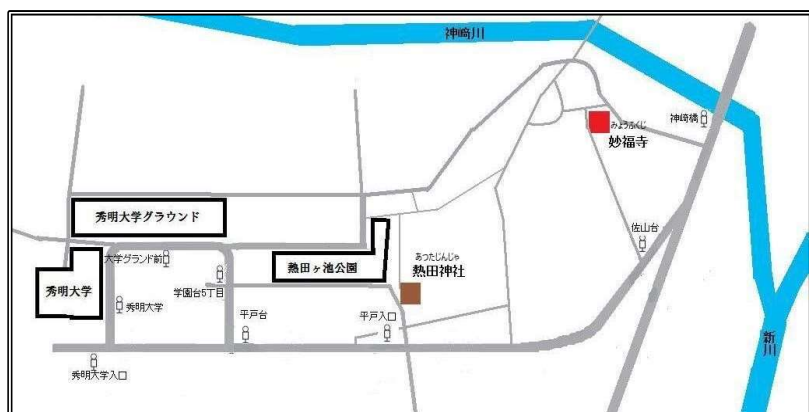 神崎川
みょうふくじ
妙福寺
神崎橋
秀明大学グラウンド
佐山台
大学グランド前
あつたじんじゃ
熱田神社
熱田ヶ池公園
秀明大学
学園台5丁目
秀明大学
平戸台
平戸入口
新川
秀明大学入口